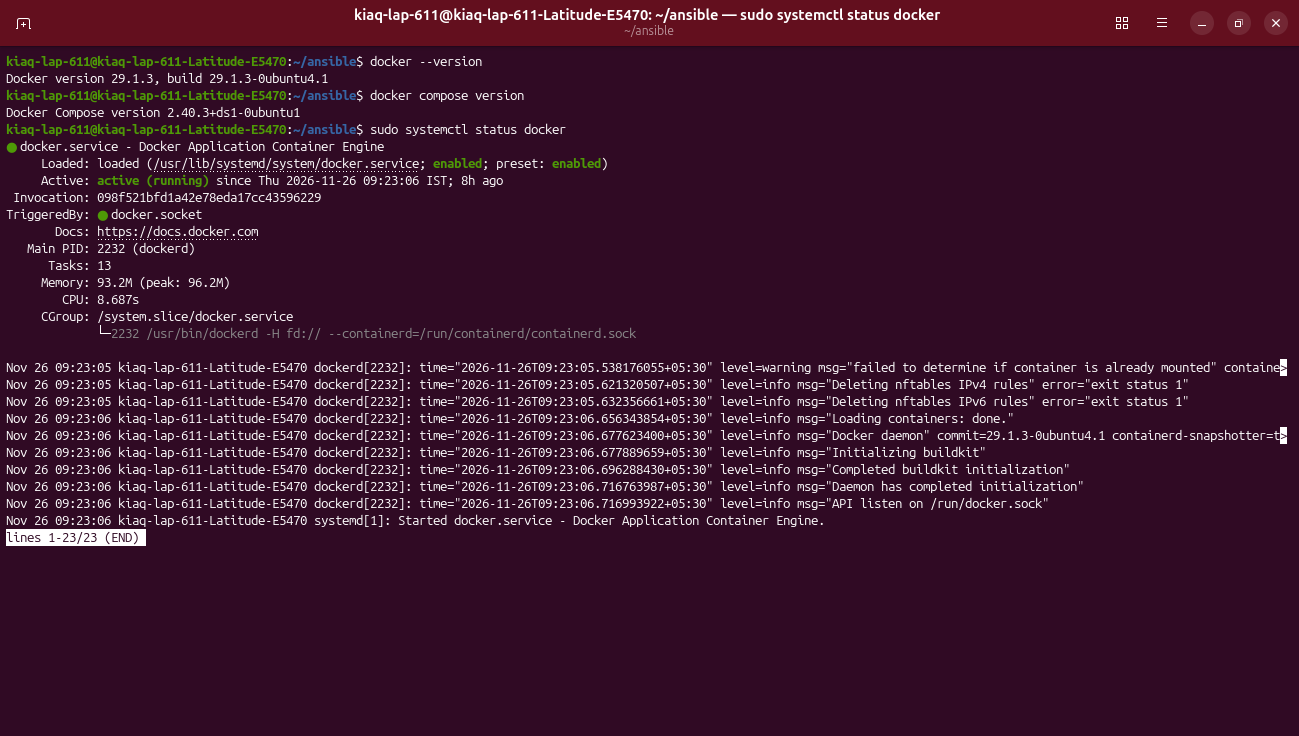 kiaq-lap-611@kiaq-lap-611-Latitude-E5470: ~/ansible — sudo systemctl status docker
~/ansible
kiaq-lap-611@kiaq-lap-611-Latitude-E5470:~/ansible$ docker --version
Docker version 29.1.3, build 29.1.3-0ubuntu4.1
kiaq-lap-611@kiaq-lap-611-Latitude-E5470:~/ansible$ docker compose version
Docker Compose version 2.40.3+ds1-0ubuntu1
kiaq-lap-611@kiaq-lap-611-Latitude-E5470:~/ansible$ sudo systemctl status docker
● docker.service - Docker Application Container Engine
     Loaded: loaded (/usr/lib/systemd/system/docker.service; enabled; preset: enabled)
     Active: active (running) since Thu 2026-11-26 09:23:06 IST; 8h ago
 Invocation: 098f521bfd1a42e78eda17cc43596229
TriggeredBy: ● docker.socket
       Docs: https://docs.docker.com
   Main PID: 2232 (dockerd)
      Tasks: 13
     Memory: 93.2M (peak: 96.2M)
        CPU: 8.687s
     CGroup: /system.slice/docker.service
             └─2232 /usr/bin/dockerd -H fd:// --containerd=/run/containerd/containerd.sock
Nov 26 09:23:05 kiaq-lap-611-Latitude-E5470 dockerd[2232]: time="2026-11-26T09:23:05.538176055+05:30" level=warning msg="failed to determine if container is already mounted" containe>
Nov 26 09:23:05 kiaq-lap-611-Latitude-E5470 dockerd[2232]: time="2026-11-26T09:23:05.621320507+05:30" level=info msg="Deleting nftables IPv4 rules" error="exit status 1"
Nov 26 09:23:05 kiaq-lap-611-Latitude-E5470 dockerd[2232]: time="2026-11-26T09:23:05.632356661+05:30" level=info msg="Deleting nftables IPv6 rules" error="exit status 1"
Nov 26 09:23:06 kiaq-lap-611-Latitude-E5470 dockerd[2232]: time="2026-11-26T09:23:06.656343854+05:30" level=info msg="Loading containers: done."
Nov 26 09:23:06 kiaq-lap-611-Latitude-E5470 dockerd[2232]: time="2026-11-26T09:23:06.677623400+05:30" level=info msg="Docker daemon" commit=29.1.3-0ubuntu4.1 containerd-snapshotter=t>
Nov 26 09:23:06 kiaq-lap-611-Latitude-E5470 dockerd[2232]: time="2026-11-26T09:23:06.677889659+05:30" level=info msg="Initializing buildkit"
Nov 26 09:23:06 kiaq-lap-611-Latitude-E5470 dockerd[2232]: time="2026-11-26T09:23:06.696288430+05:30" level=info msg="Completed buildkit initialization"
Nov 26 09:23:06 kiaq-lap-611-Latitude-E5470 dockerd[2232]: time="2026-11-26T09:23:06.716763987+05:30" level=info msg="Daemon has completed initialization"
Nov 26 09:23:06 kiaq-lap-611-Latitude-E5470 dockerd[2232]: time="2026-11-26T09:23:06.716993922+05:30" level=info msg="API listen on /run/docker.sock"
Nov 26 09:23:06 kiaq-lap-611-Latitude-E5470 systemd[1]: Started docker.service - Docker Application Container Engine.
lines 1-23/23 (END)